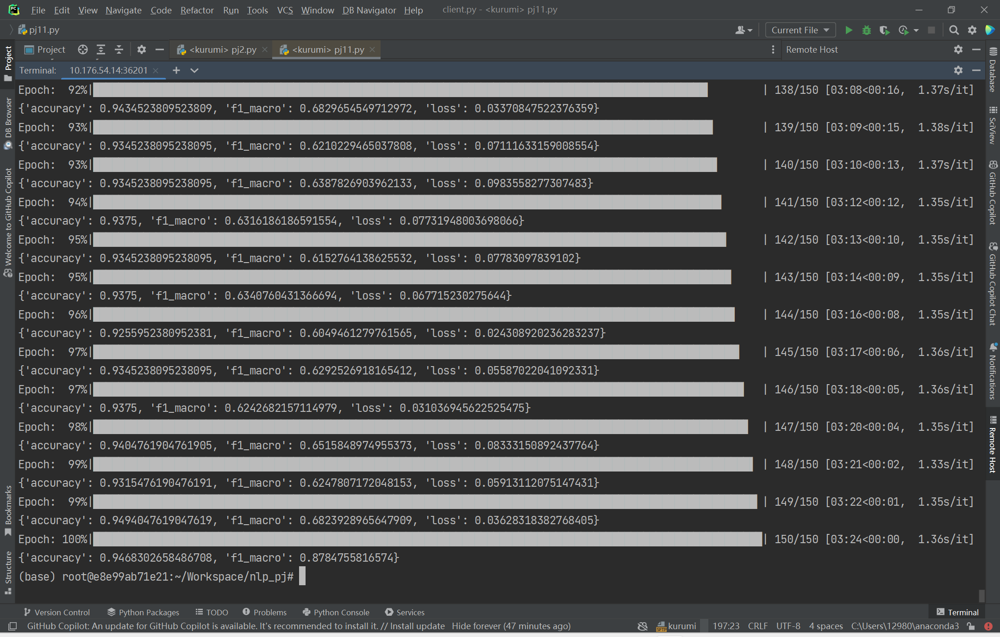 File Edit View Navigate Code Refactor Run Tools VCS Window DB Navigator Help client.py - <kurumi> pj11.py
pj11.py Current File
Project <kurumi> pj2.py <kurumi> pj11.py Remote Host
Terminal: 10.176.54.14:36201
Epoch: 92%| | 138/150 [03:08<00:16, 1.37s/it]
{'accuracy': 0.9434523809523809, 'f1_macro': 0.6829654549712972, 'loss': 0.03370847522376359}
Epoch: 93%| | 139/150 [03:09<00:15, 1.38s/it]
{'accuracy': 0.9345238095238095, 'f1_macro': 0.6210229465037808, 'loss': 0.07111633159008554}
Epoch: 93%| | 140/150 [03:10<00:13, 1.37s/it]
{'accuracy': 0.9345238095238095, 'f1_macro': 0.6387826903962133, 'loss': 0.0983558277307483}
Epoch: 94%| | 141/150 [03:12<00:12, 1.35s/it]
{'accuracy': 0.9375, 'f1_macro': 0.6316186186591554, 'loss': 0.07731948003698066}
Epoch: 95%| | 142/150 [03:13<00:10, 1.35s/it]
{'accuracy': 0.9345238095238095, 'f1_macro': 0.6152764138625532, 'loss': 0.07783097839102}
Epoch: 95%| | 143/150 [03:14<00:09, 1.35s/it]
{'accuracy': 0.9375, 'f1_macro': 0.6340760431366694, 'loss': 0.067715230275644}
Epoch: 96%| | 144/150 [03:16<00:08, 1.35s/it]
{'accuracy': 0.9255952380952381, 'f1_macro': 0.6049461279761565, 'loss': 0.024308920236283237}
Epoch: 97%| | 145/150 [03:17<00:06, 1.36s/it]
{'accuracy': 0.9345238095238095, 'f1_macro': 0.6292526918165412, 'loss': 0.05587022041092331}
Epoch: 97%| | 146/150 [03:18<00:05, 1.36s/it]
{'accuracy': 0.9375, 'f1_macro': 0.6242682157114979, 'loss': 0.031036945622525475}
Epoch: 98%| | 147/150 [03:20<00:04, 1.35s/it]
{'accuracy': 0.9404761904761905, 'f1_macro': 0.6515848974955373, 'loss': 0.08333150892437764}
Epoch: 99%| | 148/150 [03:21<00:02, 1.33s/it]
{'accuracy': 0.9315476190476191, 'f1_macro': 0.6247807172048153, 'loss': 0.05913112075147431}
Epoch: 99%| | 149/150 [03:22<00:01, 1.35s/it]
{'accuracy': 0.9494047619047619, 'f1_macro': 0.6823928965647909, 'loss': 0.03628318382768405}
Epoch: 100%| | 150/150 [03:24<00:00, 1.36s/it]
{'accuracy': 0.9468302658486708, 'f1_macro': 0.8784755816574}
(base) root@e8e99ab71e21:~/Workspace/nlp_pj#
Project
DB Browser
Welcome to GitHub Copilot
Bookmarks
Structure
Database
SciView
GitHub Copilot
GitHub Copilot Chat
Notifications
Remote Host
Version Control Python Packages TODO Problems Python Console Services Terminal
GitHub Copilot: An update for GitHub Copilot is available. It's recommended to install it. // Install update Hide forever (47 minutes ago) SFTP kurumi 197:23 CRLF UTF-8 4 spaces C:\Users\12980\anaconda3